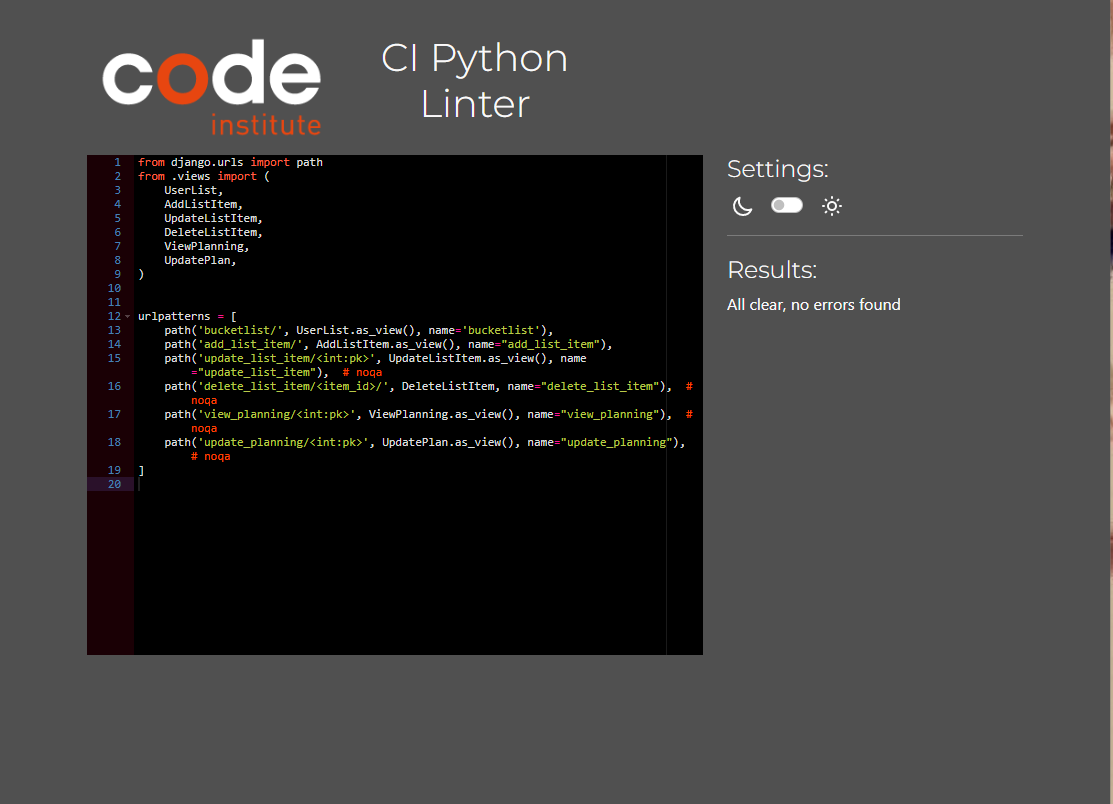 code
institute
CI Python
Linter
1 from django.urls import path
2 from .views import (
3     UserList,
4     AddListItem,
5     UpdateListItem,
6     DeleteListItem,
7     ViewPlanning,
8     UpdatePlan,
9 )
10
11
12 urlpatterns = [
13     path('bucketlist/', UserList.as_view(), name='bucketlist'),
14     path('add_list_item/', AddListItem.as_view(), name="add_list_item"),
15     path('update_list_item/<int:pk>', UpdateListItem.as_view(), name
="update_list_item"),  # noqa
16     path('delete_list_item/<item_id>/', DeleteListItem, name="delete_list_item"),  #
noqa
17     path('view_planning/<int:pk>', ViewPlanning.as_view(), name="view_planning"),  #
noqa
18     path('update_planning/<int:pk>', UpdatePlan.as_view(), name="update_planning"),
# noqa
19 ]
20
Settings:
Results:
All clear, no errors found